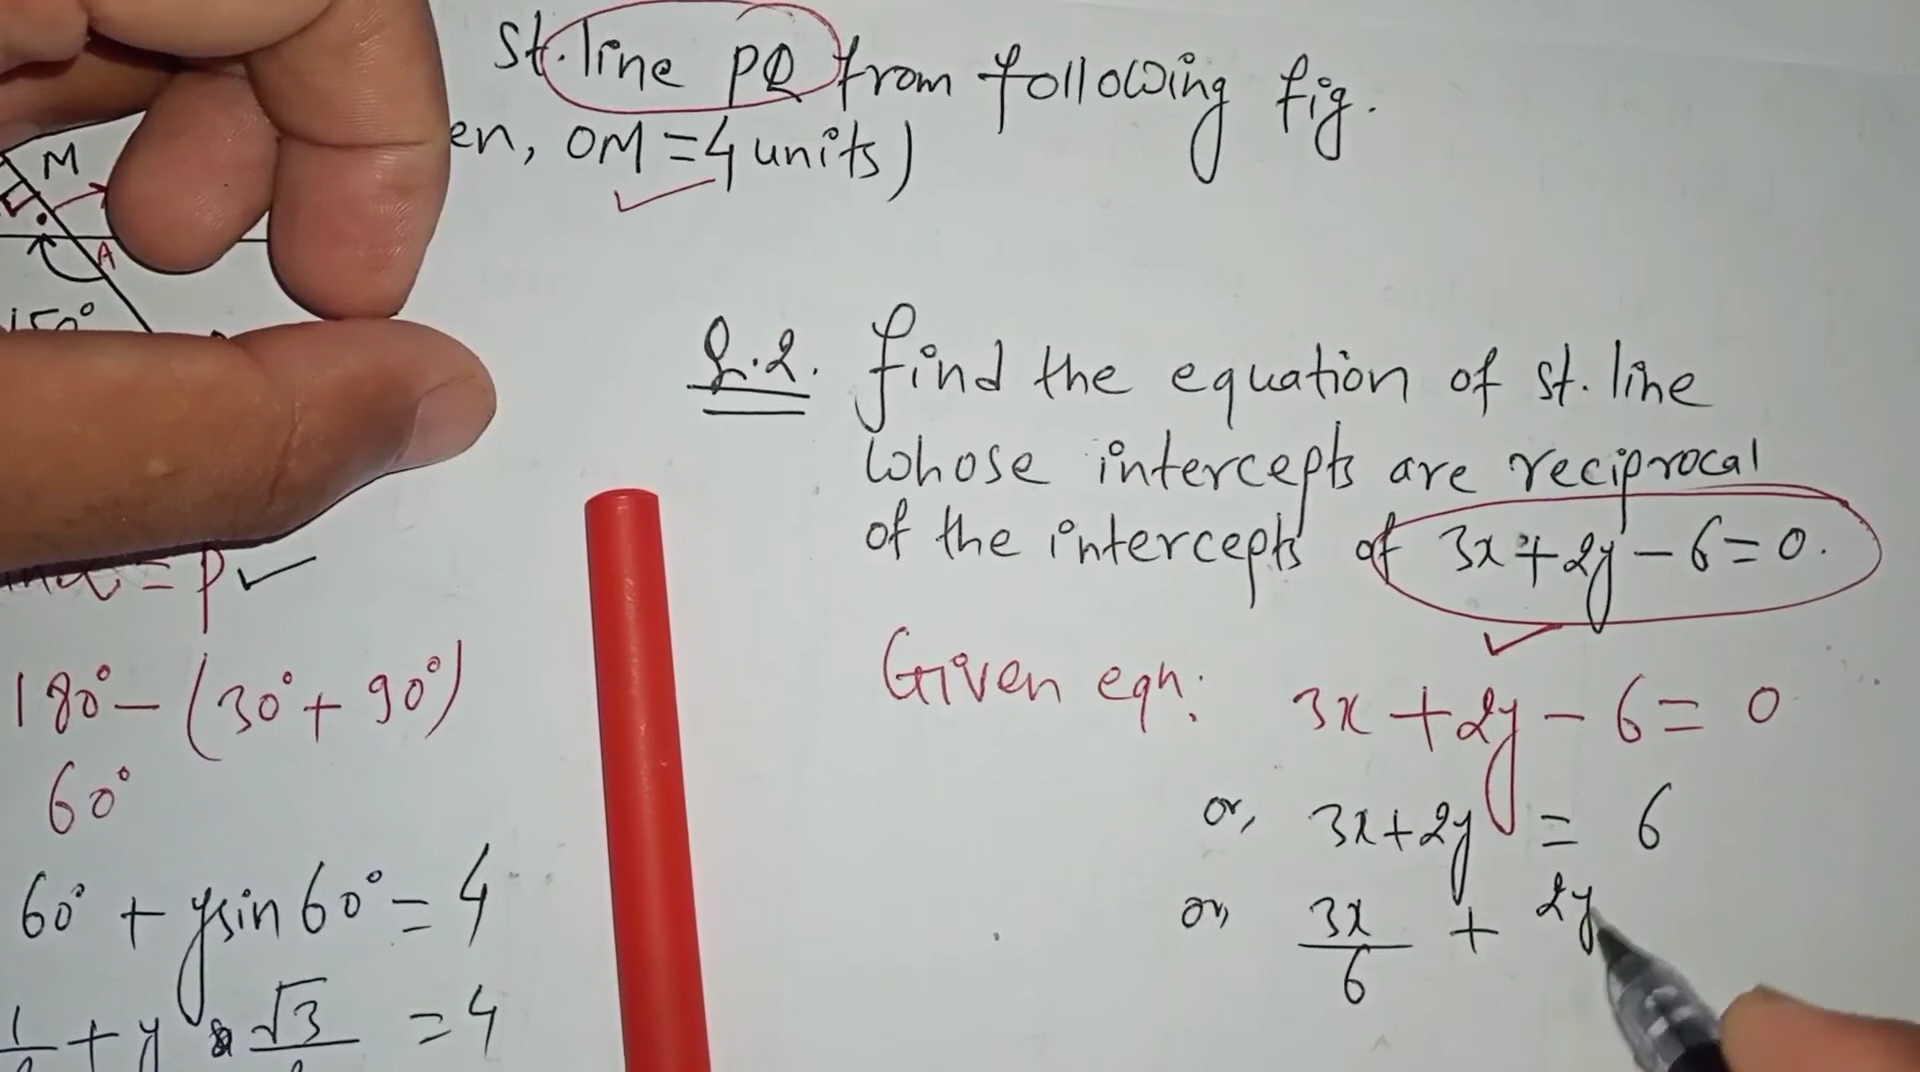 st. line PQ from following fig.
en, OM = 4 units)
M
A
Q.2. find the equation of st. line
whose intercepts are reciprocal
of the intercepts of 3x+2y-6=0.
= p
180° - (30° + 90°)
60°
60° + ysin60° = 4
+ y √3 = 4
Given eqn: 3x+2y-6=0
or, 3x+2y = 6
or, 3x/6 + 2y